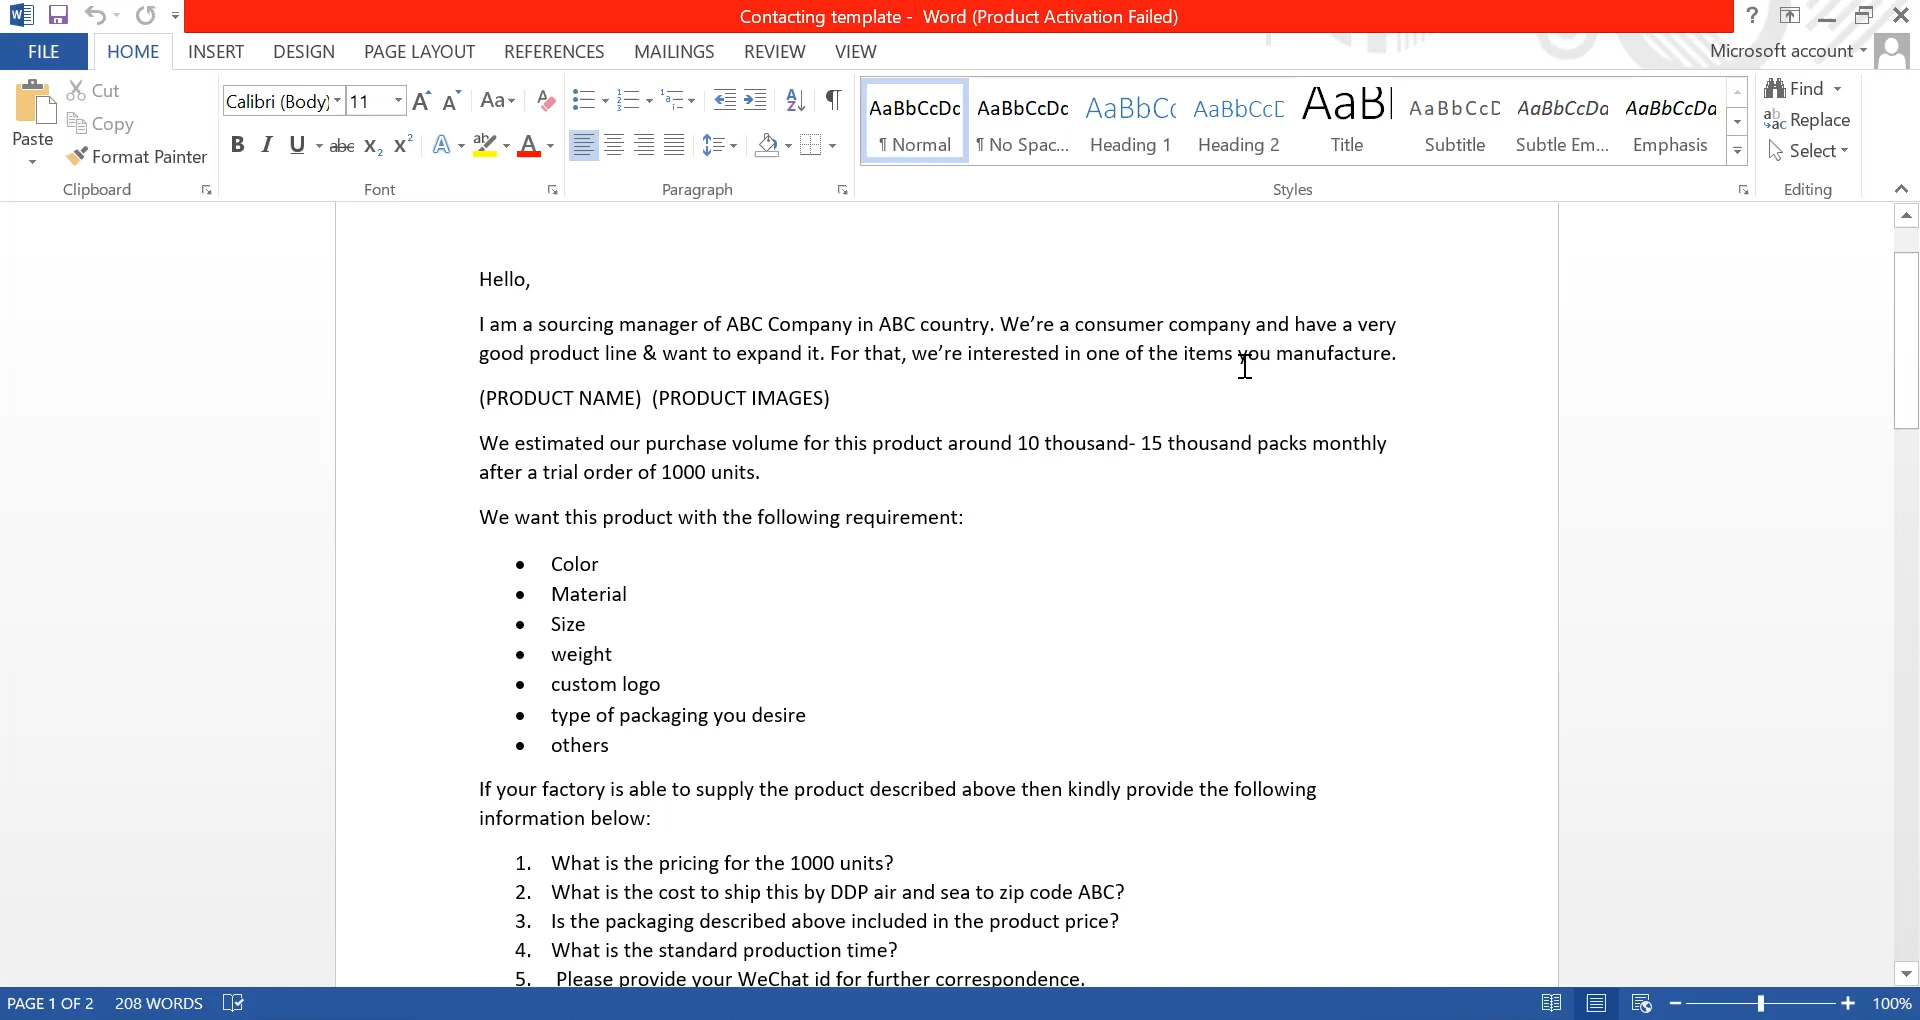 Contacting template - Word (Product Activation Failed)
FILE HOME INSERT DESIGN PAGE LAYOUT REFERENCES MAILINGS REVIEW VIEW Microsoft account
Paste
Cut
Copy
Format Painter
Clipboard
Calibri (Body) 11
Font
Paragraph
AaBbCcDc AaBbCcDc AaBbCc AaBbCcD AaBl AaBbCcD AaBbCcDa AaBbCcDa
¶ Normal ¶ No Spac... Heading 1 Heading 2 Title Subtitle Subtle Em... Emphasis
Styles
Find
Replace
Select
Editing
Hello,
I am a sourcing manager of ABC Company in ABC country. We’re a consumer company and have a very
good product line & want to expand it. For that, we’re interested in one of the items you manufacture.
(PRODUCT NAME) (PRODUCT IMAGES)
We estimated our purchase volume for this product around 10 thousand- 15 thousand packs monthly
after a trial order of 1000 units.
We want this product with the following requirement:
• Color
• Material
• Size
• weight
• custom logo
• type of packaging you desire
• others
If your factory is able to supply the product described above then kindly provide the following
information below:
1. What is the pricing for the 1000 units?
2. What is the cost to ship this by DDP air and sea to zip code ABC?
3. Is the packaging described above included in the product price?
4. What is the standard production time?
5. Please provide your WeChat id for further correspondence.
PAGE 1 OF 2 208 WORDS 100%